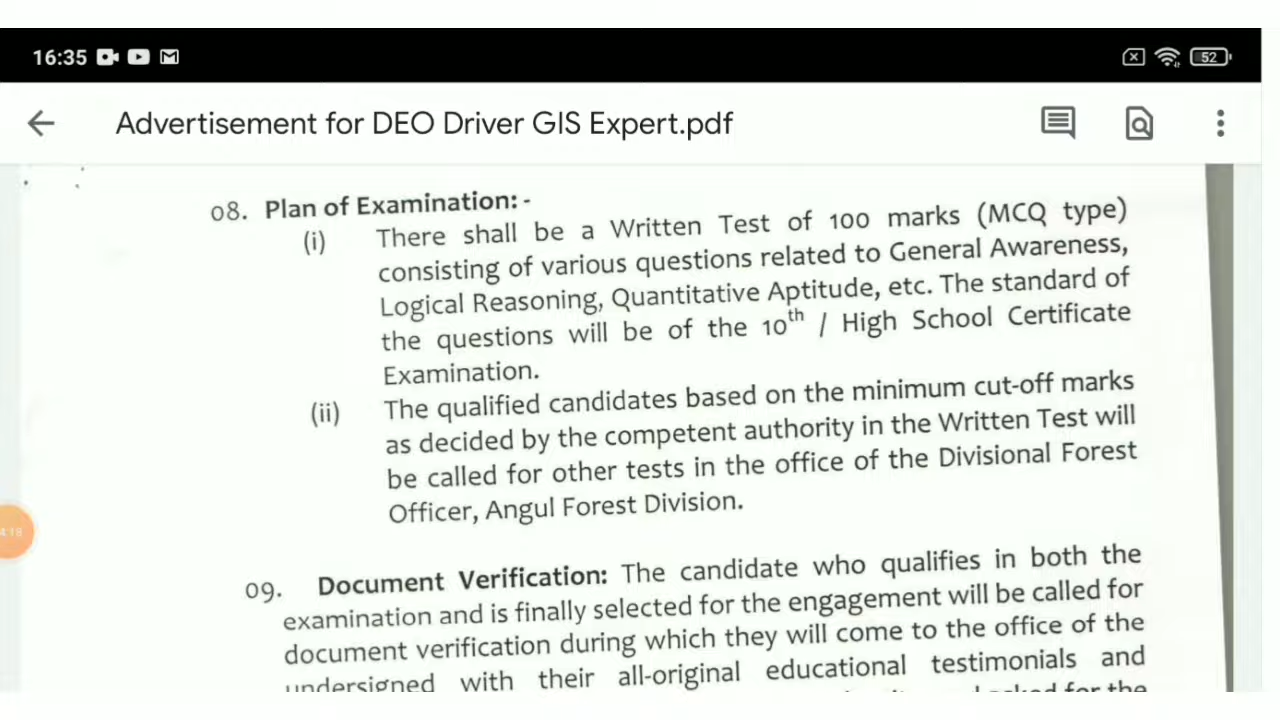 16:35
52
Advertisement for DEO Driver GIS Expert.pdf
08. Plan of Examination: -
(i) There shall be a Written Test of 100 marks (MCQ type)
consisting of various questions related to General Awareness,
Logical Reasoning, Quantitative Aptitude, etc. The standard of
the questions will be of the 10th / High School Certificate
Examination.
(ii) The qualified candidates based on the minimum cut-off marks
as decided by the competent authority in the Written Test will
be called for other tests in the office of the Divisional Forest
Officer, Angul Forest Division.
4:18
09. Document Verification: The candidate who qualifies in both the
examination and is finally selected for the engagement will be called for
document verification during which they will come to the office of the
undersigned with their all-original educational testimonials and
for the